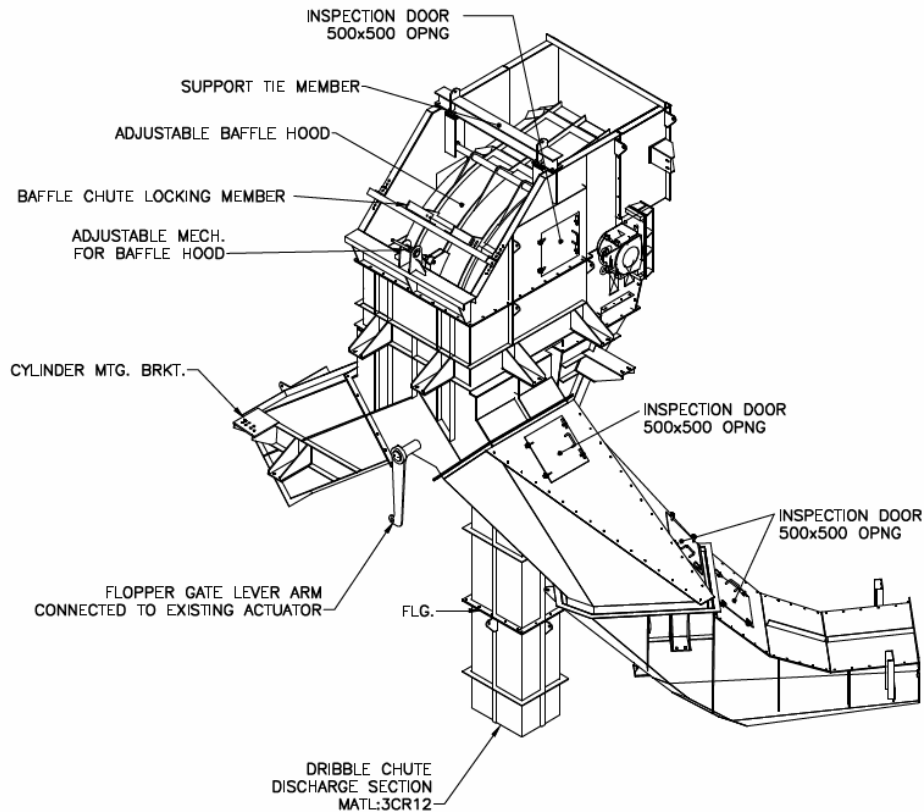 INSPECTION DOOR
500x500 OPNG
SUPPORT TIE MEMBER
ADJUSTABLE BAFFLE HOOD
BAFFLE CHUTE LOCKING MEMBER
ADJUSTABLE MECH.
FOR BAFFLE HOOD
CYLINDER MTG. BRKT.
INSPECTION DOOR
500x500 OPNG
INSPECTION DOOR
500x500 OPNG
FLOPPER GATE LEVER ARM
CONNECTED TO EXISTING ACTUATOR
FLG.
DRIBBLE CHUTE
DISCHARGE SECTION
MATL:3CR12